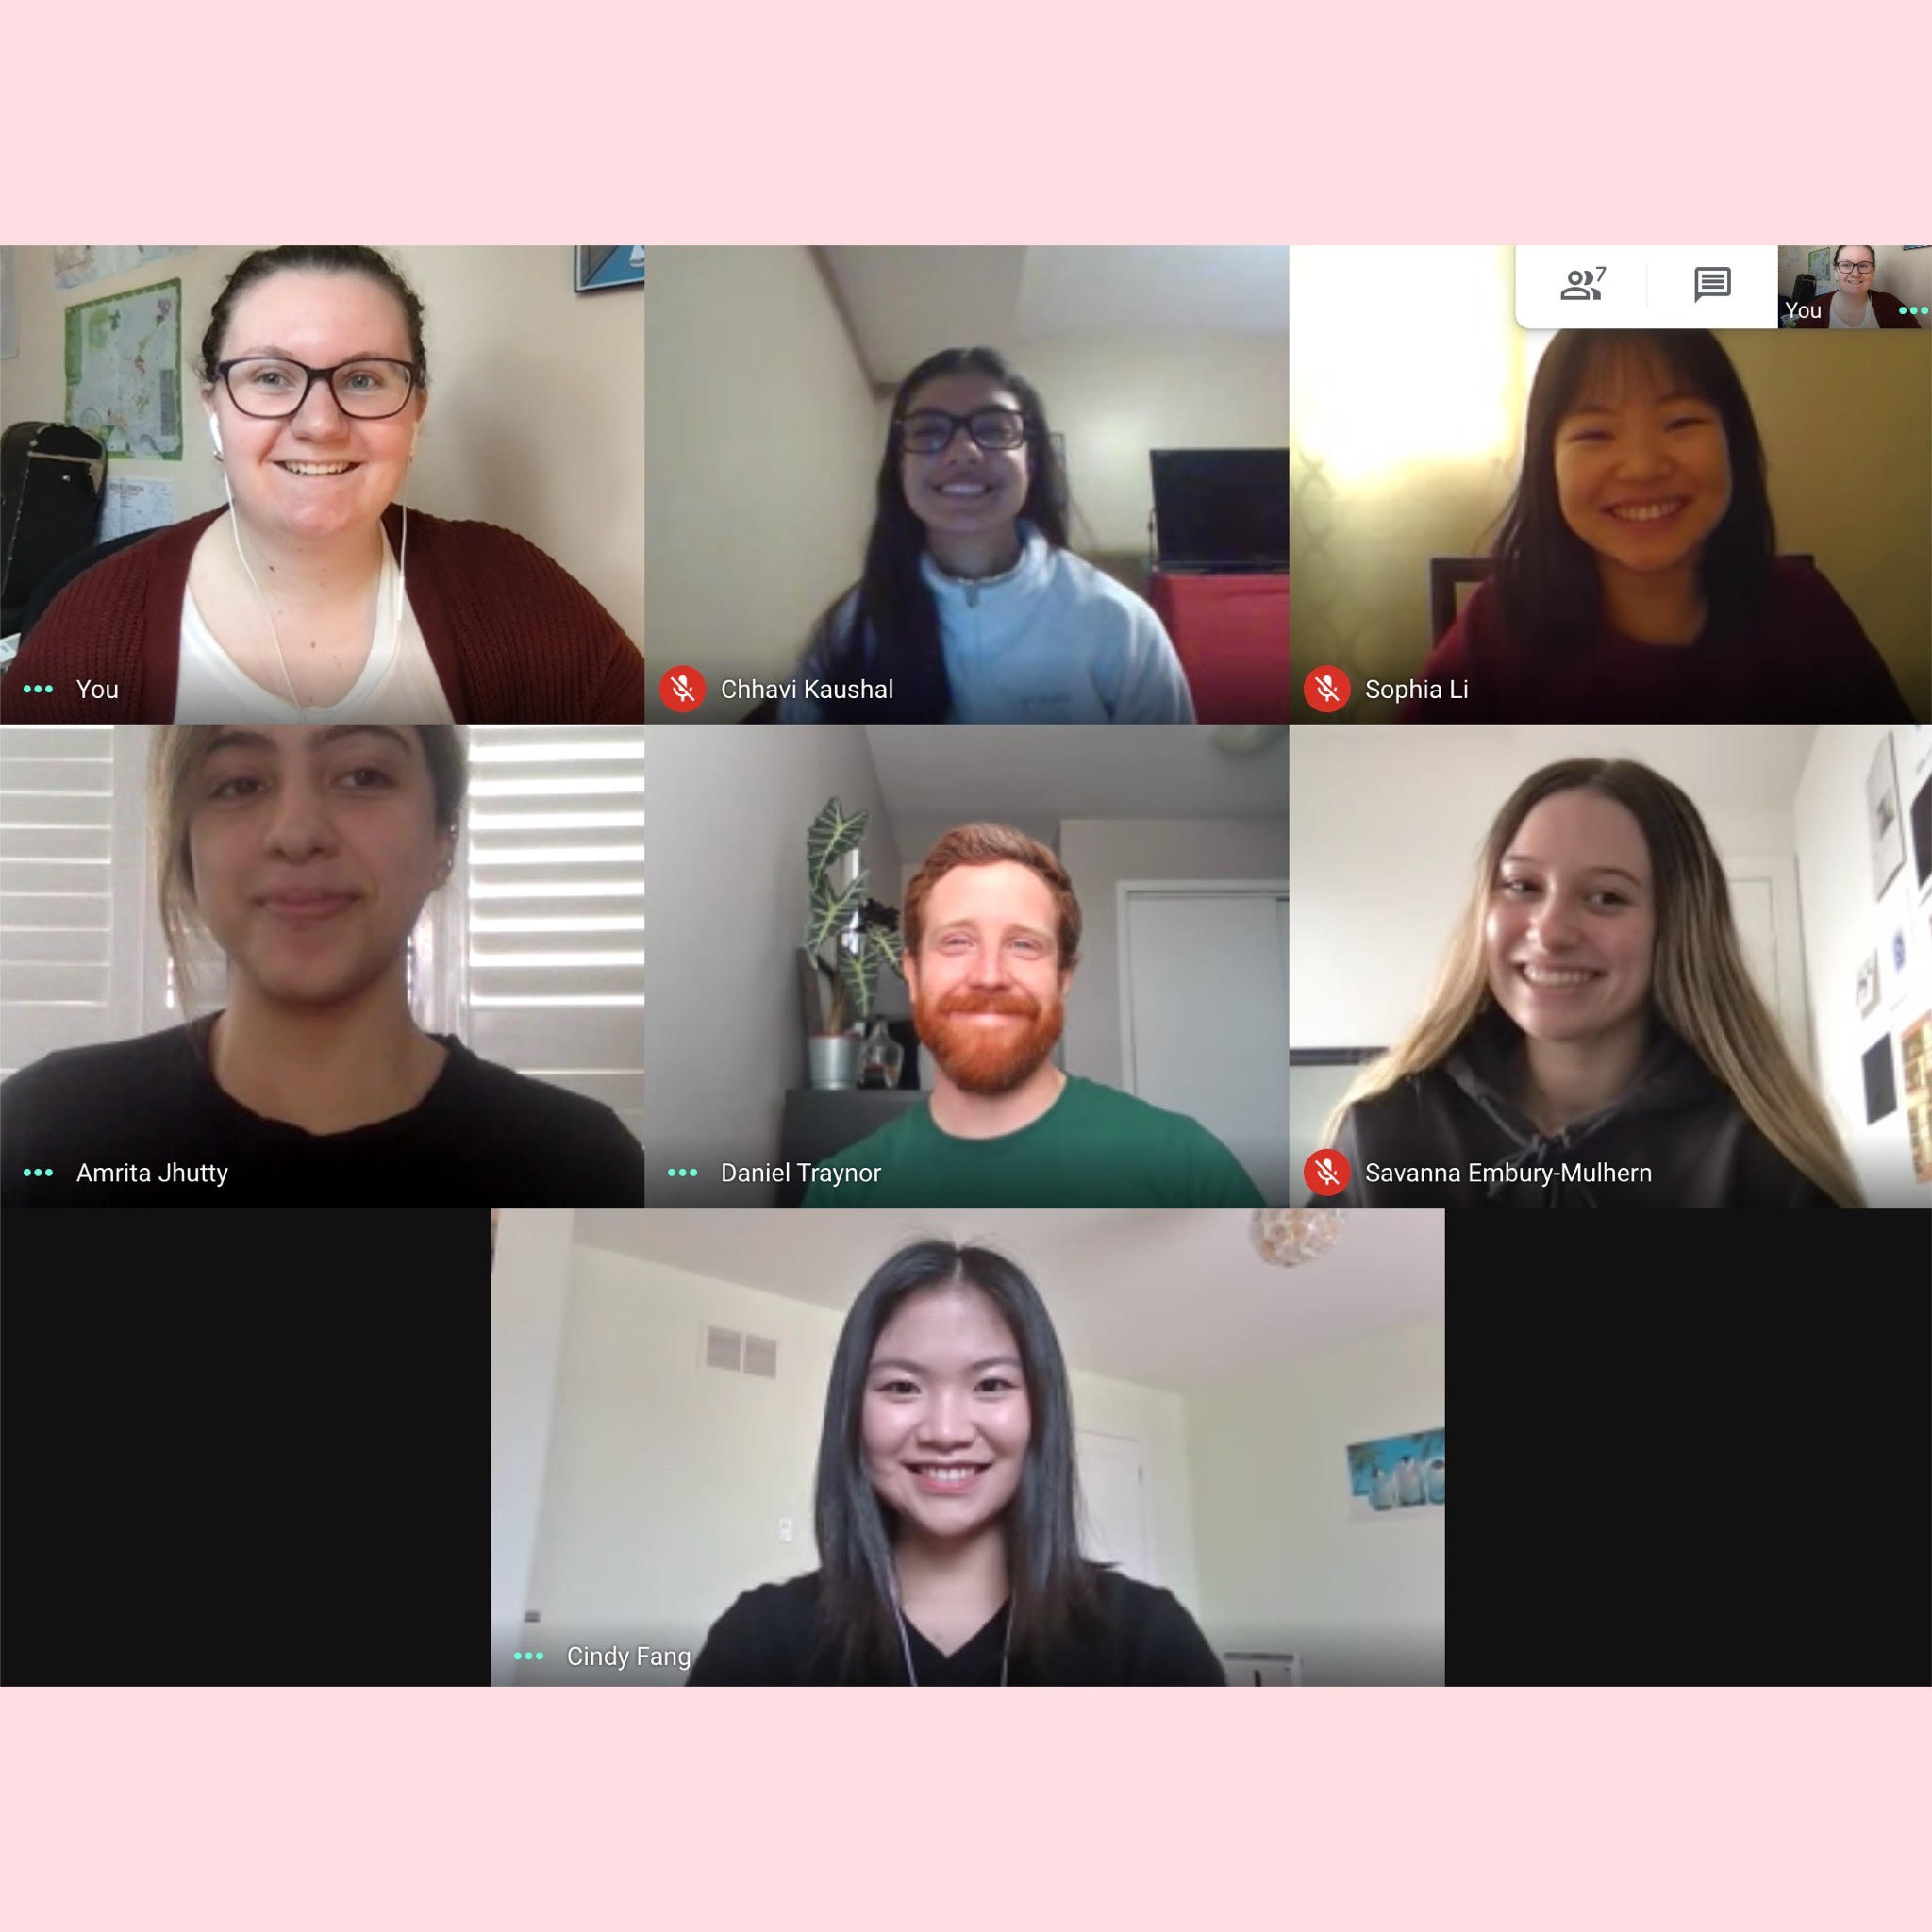 7
You
You
Chhavi Kaushal
Sophia Li
Amrita Jhutty
Daniel Traynor
Savanna Embury-Mulhern
Cindy Fang